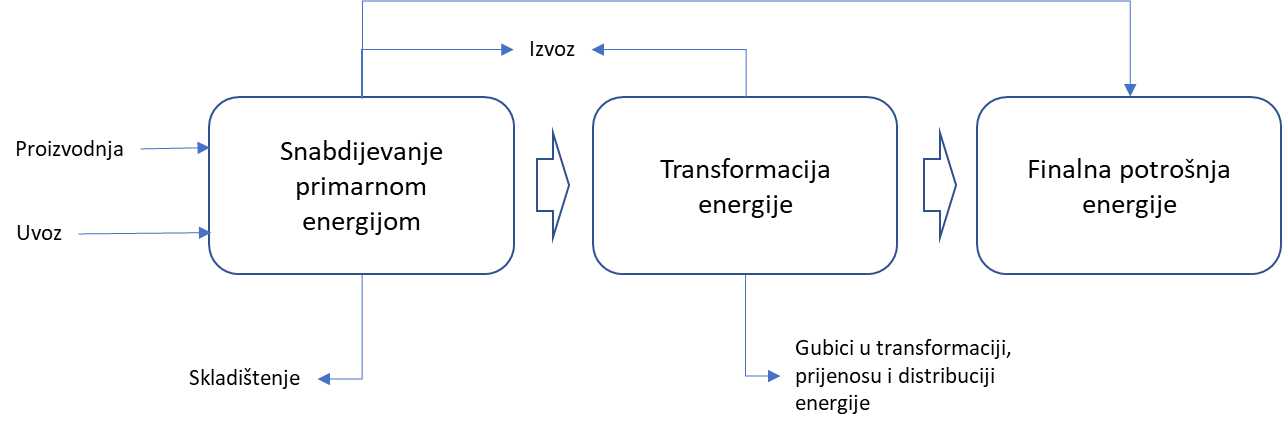 Izvoz
Proizvodnja
Uvoz
Snabdijevanje
primarnom
energijom
Transformacija
energije
Finalna potrošnja
energije
Skladištenje
Gubici u transformaciji,
prijenosu i distribuciji
energije